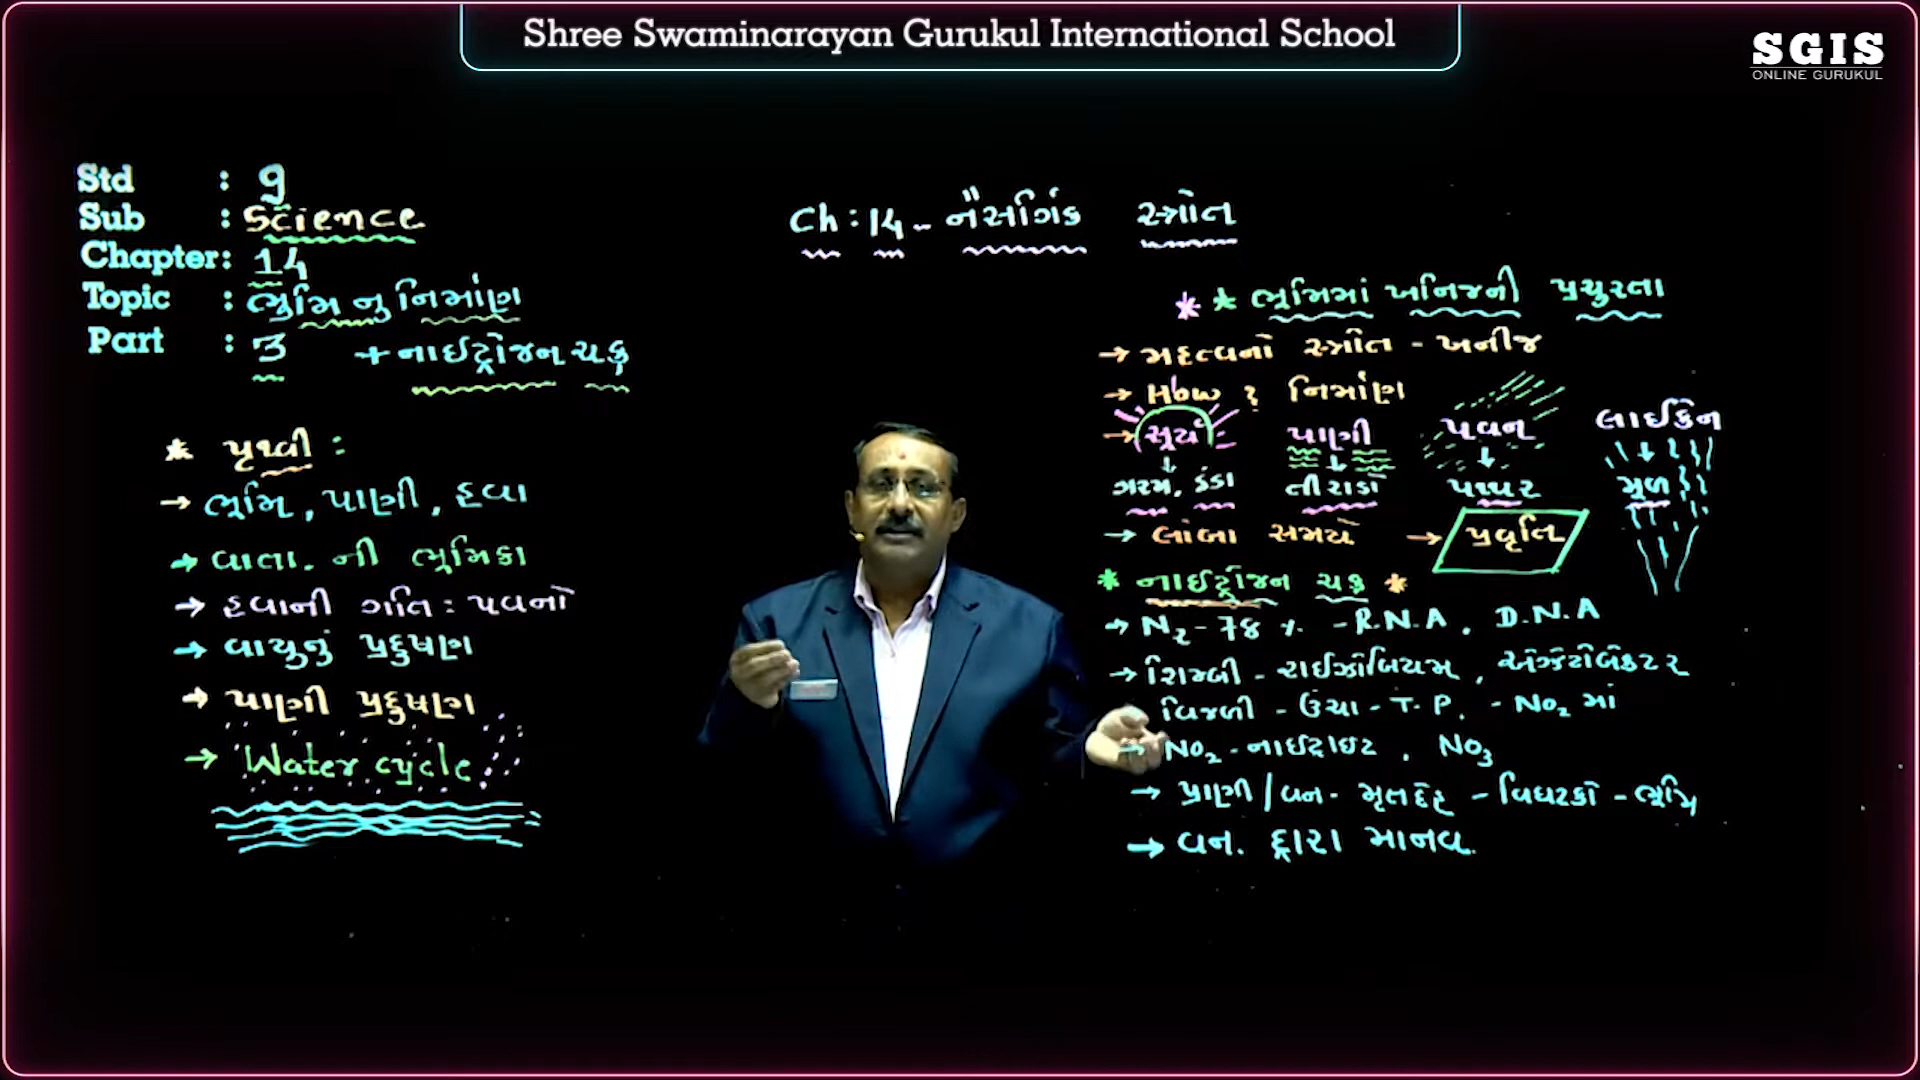 Shree Swaminarayan Gurukul International School
SGIS
ONLINE GURUKUL
Std : 9
Sub : Science
Chapter: 14
Topic : ભુમિ નુ નિર્માણ
Part : 3 + નાઈટ્રોજન ચક્ર
* પૃથ્વી :
→ ભૂમિ, પાણી, હવા
→ વાતા. ની ભૂમિકા
→ હવાની ગતિ : પવનો
→ વાયુનું પ્રદુષણ
→ પાણી પ્રદુષણ
→ Water cycle
Ch : 14 - નૈસર્ગિક સ્ત્રોત
* * ભૂમિમાં ખનિજની પ્રચુરતા
→ મહત્વનો સ્ત્રોત - ખનીજ
→ How ? નિર્માણ
→ સૂર્ય પાણી પવન લાઈકેન
↓ ↓ ↓ ↓
ગરમ, ઠંડા તીરાડો પથ્થર મૂળ
→ લાંબા સમયે → પ્રવૃતિ
* નાઈટ્રોજન ચક્ર *
→ N₂ - 78 %. - R.N.A, D.N.A
→ શિમ્બી - રાઈઝોબિયમ, એઝેટોબેક્ટર
વિજળી - ઉંચા - T. P. - NO₂ માં
→ NO₂ - નાઈટ્રાઇટ, NO₃
→ પ્રાણી / વન - મૃતદેહ - વિઘટકો - ભૂમિ
→ વન. દ્વારા માનવ.